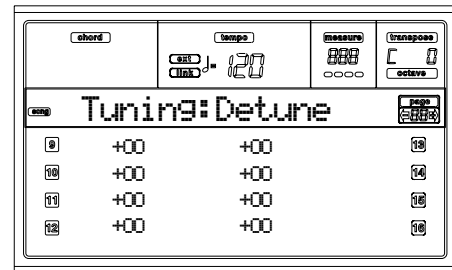 chord tempo measure transpose
ext ♩= 120 888 C 0
link octave
song Tuning:Detune page
88
9 +00 +00 13
10 +00 +00 14
11 +00 +00 15
12 +00 +00 16